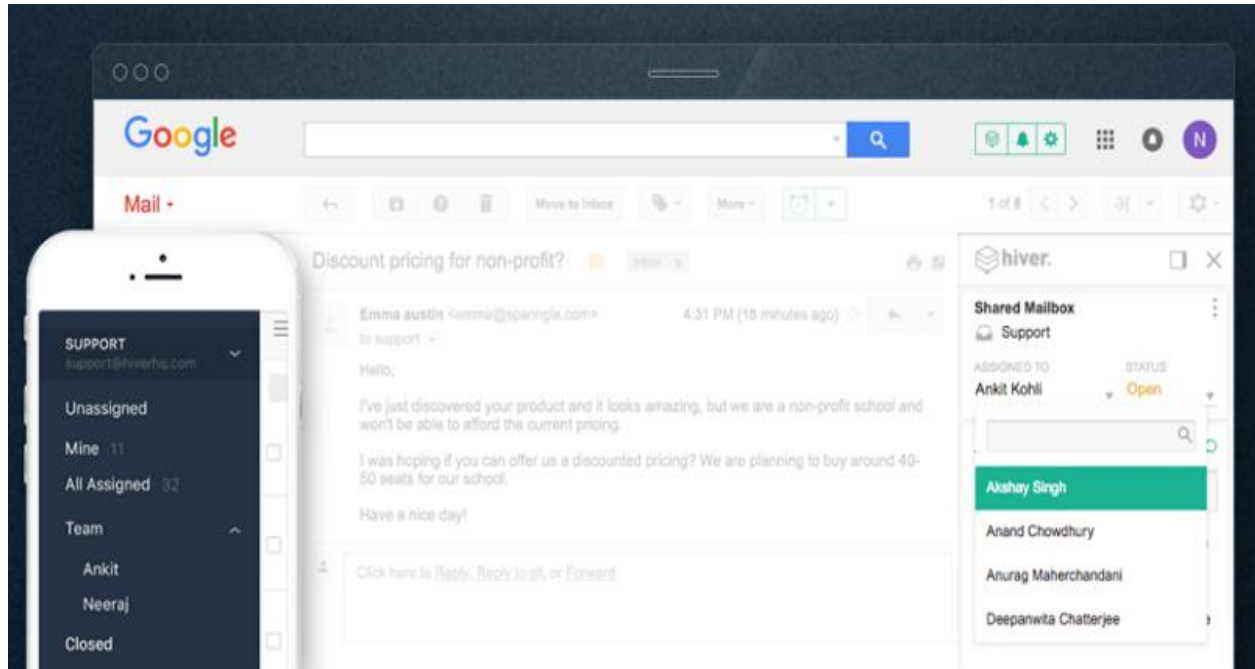 Google
N
Mail
Move to Inbox
More
1 of 6
Discount pricing for non-profit?
Inbox x
hiver.
Emma austin <emma@spanngla.com>
4:31 PM (18 minutes ago)
to support
Shared Mailbox
Support
ASSIGNED TO
STATUS
Ankit Kohli
Open
Hello,
I've just discovered your product and it looks amazing, but we are a non-profit school and
won't be able to afford the current pricing.
I was hoping if you can offer us a discounted pricing? We are planning to buy around 40-
50 seats for our school.
Have a nice day!
Click here to Reply, Reply to all, or Forward
Akshay Singh
Anand Chowdhury
Anurag Maherchandani
Deepanwita Chatterjee
SUPPORT
support@hiverhq.com
Unassigned
Mine 11
All Assigned 32
Team
Ankit
Neeraj
Closed